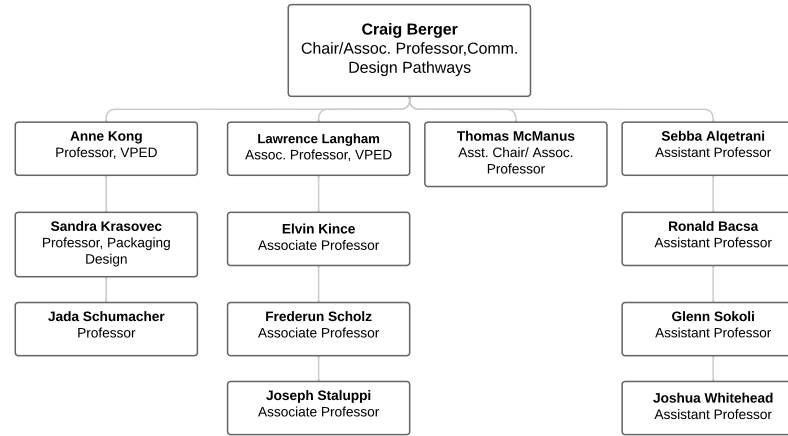 Craig Berger
Chair/Assoc. Professor,Comm.
Design Pathways
Anne Kong
Professor, VPED
Lawrence Langham
Assoc. Professor, VPED
Thomas McManus
Asst. Chair/ Assoc.
Professor
Sebba Alqetrani
Assistant Professor
Sandra Krasovec
Professor, Packaging
Design
Elvin Kince
Associate Professor
Ronald Bacsa
Assistant Professor
Jada Schumacher
Professor
Frederun Scholz
Associate Professor
Glenn Sokoli
Assistant Professor
Joseph Staluppi
Associate Professor
Joshua Whitehead
Assistant Professor